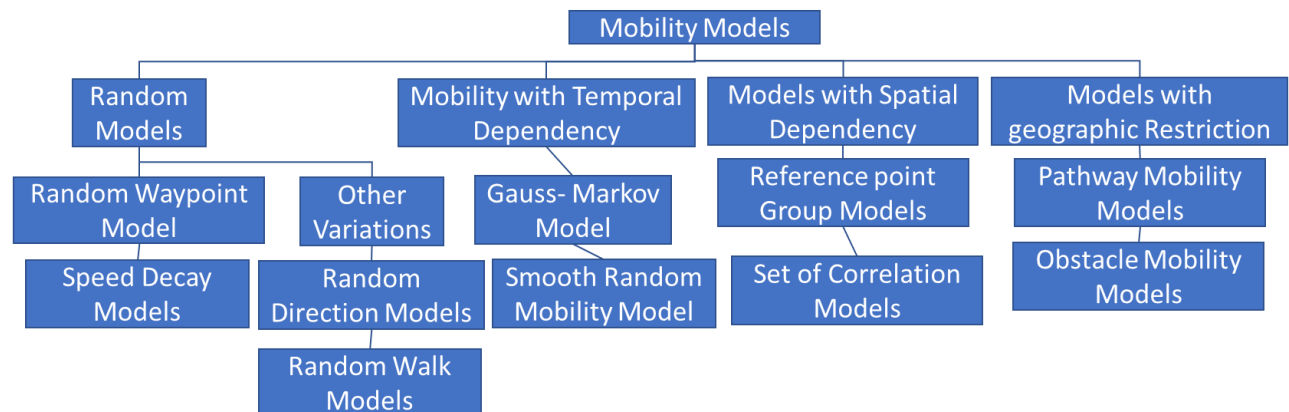 Mobility Models
Random
Models
Mobility with Temporal
Dependency
Models with Spatial
Dependency
Models with
geographic Restriction
Random Waypoint
Model
Other
Variations
Gauss- Markov
Model
Reference point
Group Models
Pathway Mobility
Models
Speed Decay
Models
Random
Direction Models
Smooth Random
Mobility Model
Set of Correlation
Models
Obstacle Mobility
Models
Random Walk
Models